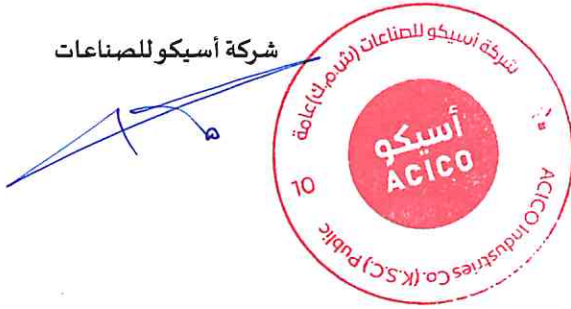 شركة أسيكو للصناعات
شركة أسيكو للصناعات (ش.م.ك) عامة
أسيكو
ACICO
10
ACICO Industries Co. (K.S.C.) Public